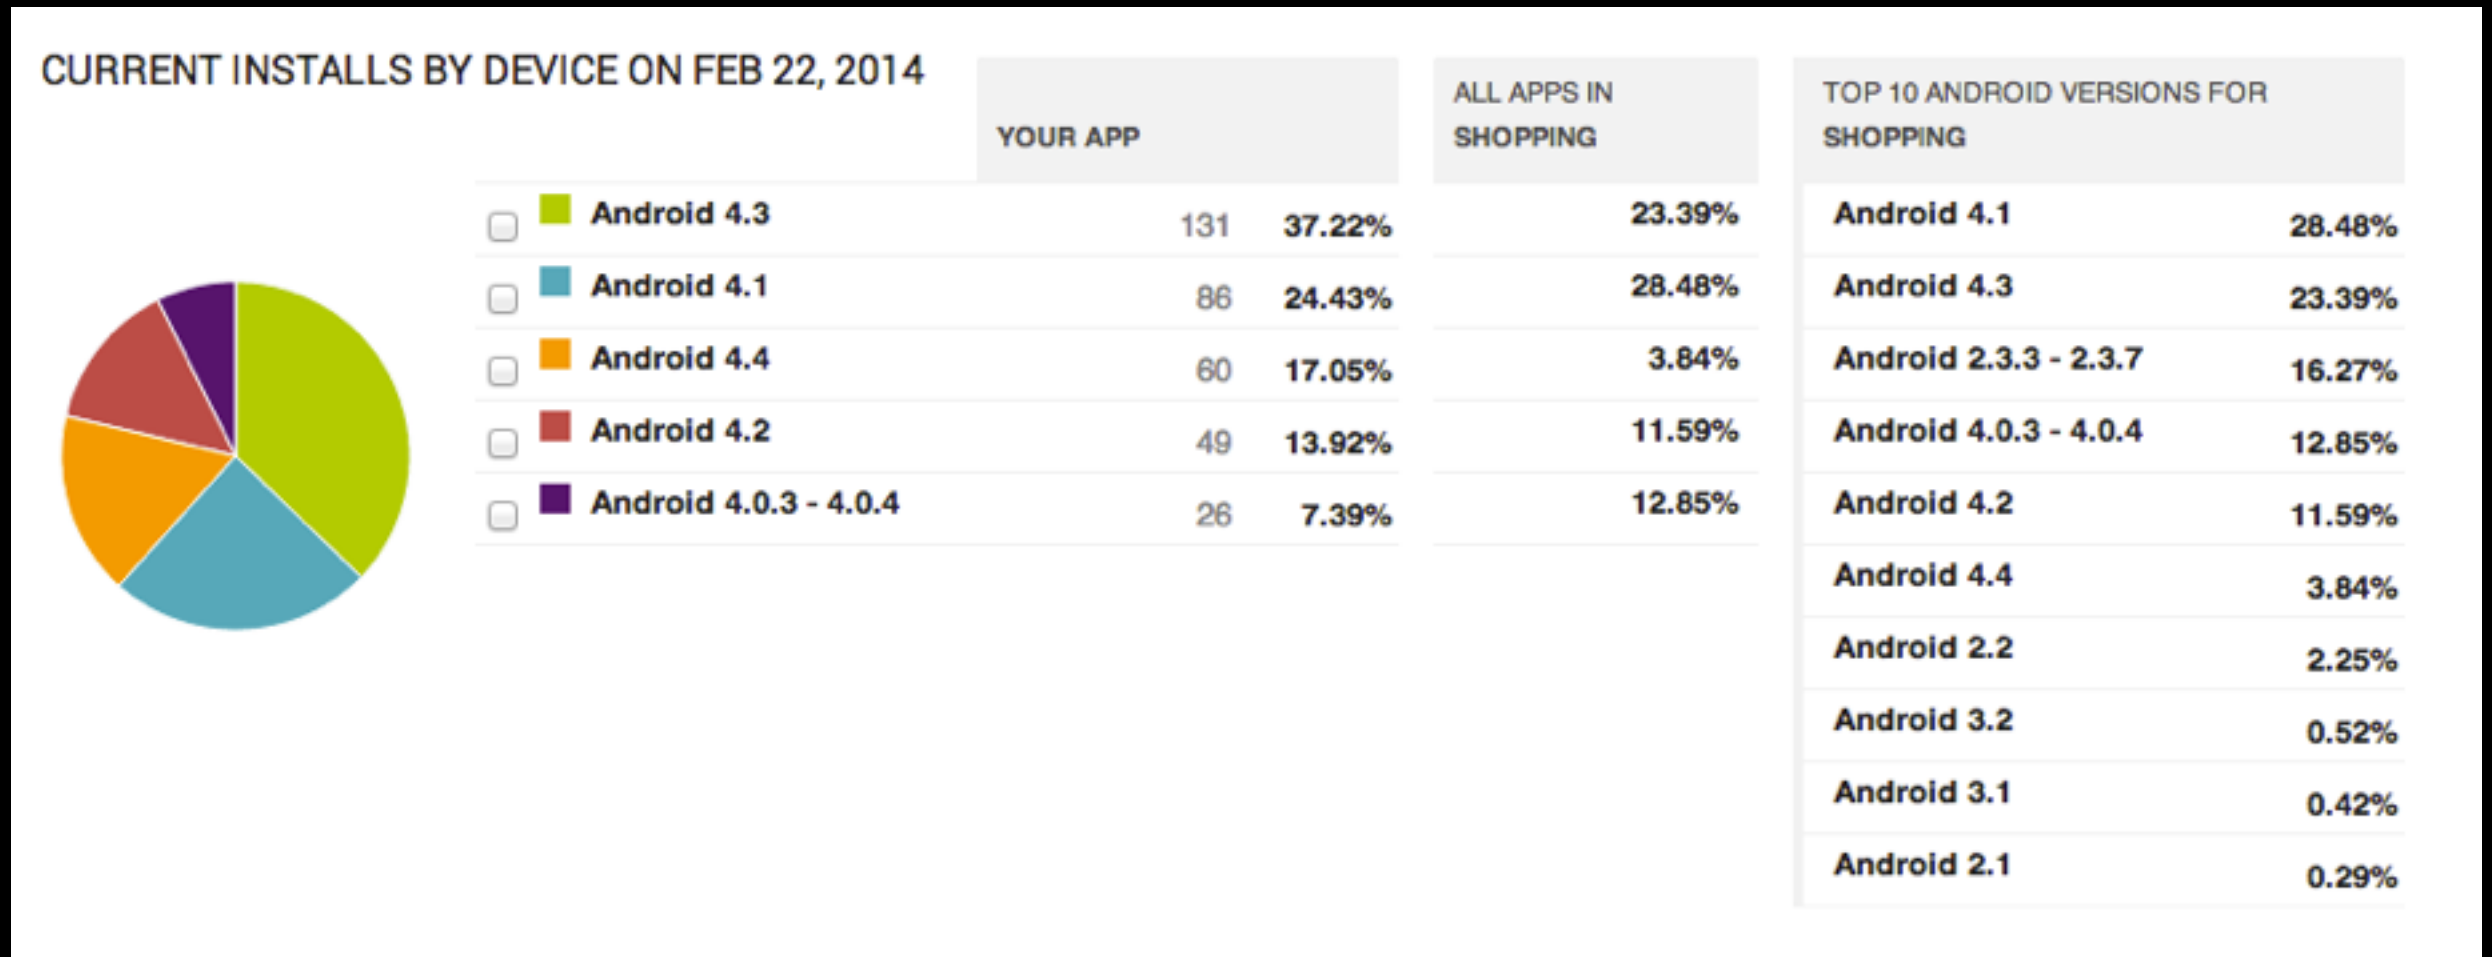 CURRENT INSTALLS BY DEVICE ON FEB 22, 2014
YOUR APP
Android 4.3 131 37.22%
Android 4.1 86 24.43%
Android 4.4 60 17.05%
Android 4.2 49 13.92%
Android 4.0.3 - 4.0.4 26 7.39%
ALL APPS IN
SHOPPING
23.39%
28.48%
3.84%
11.59%
12.85%
TOP 10 ANDROID VERSIONS FOR
SHOPPING
Android 4.1 28.48%
Android 4.3 23.39%
Android 2.3.3 - 2.3.7 16.27%
Android 4.0.3 - 4.0.4 12.85%
Android 4.2 11.59%
Android 4.4 3.84%
Android 2.2 2.25%
Android 3.2 0.52%
Android 3.1 0.42%
Android 2.1 0.29%